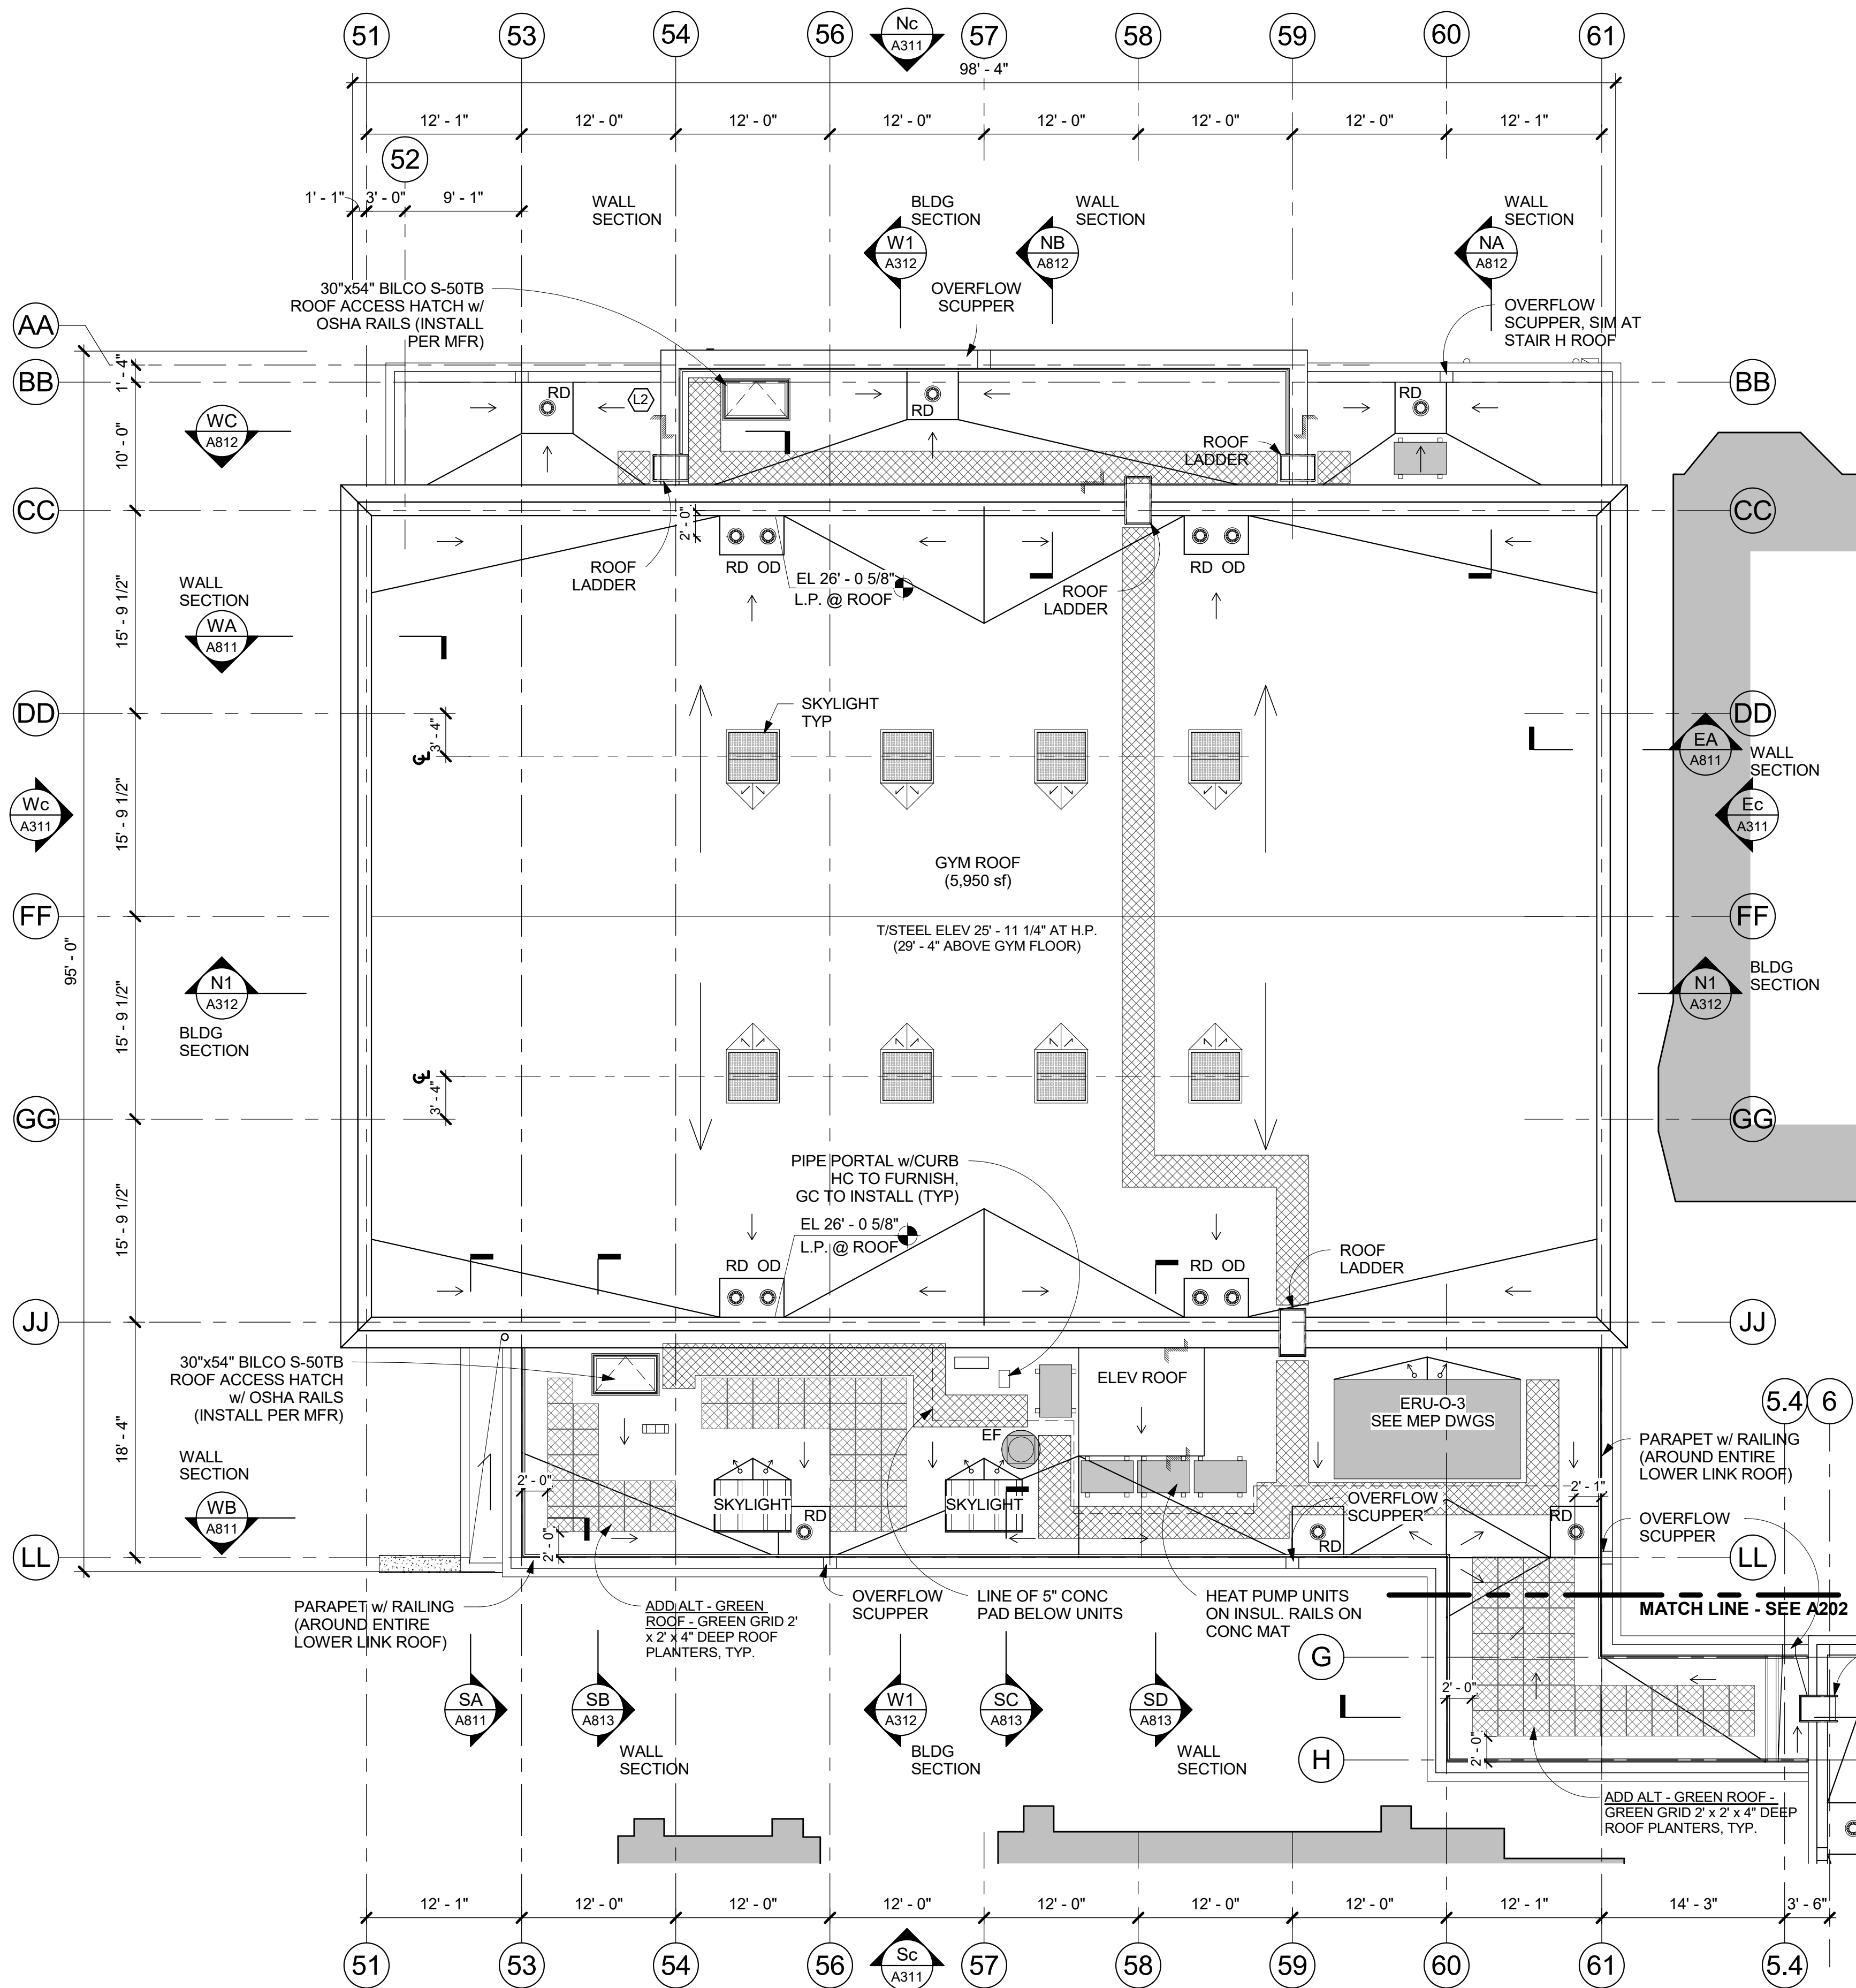 51
53
54
56
Nc
A311
57
58
59
60
61
98' - 4"
12' - 1"
12' - 0"
12' - 0"
12' - 0"
12' - 0"
12' - 0"
12' - 0"
12' - 1"
52
1' - 1"
3' - 0"
9' - 1"
WALL
SECTION
BLDG
SECTION
WALL
SECTION
WALL
SECTION
W1
A312
NB
A812
NA
A812
30"x54" BILCO S-50TB
ROOF ACCESS HATCH w/
OSHA RAILS (INSTALL
PER MFR)
OVERFLOW
SCUPPER
OVERFLOW
SCUPPER, SIM AT
STAIR H ROOF
AA
BB
1' - 4"
BB
RD
L2
RD
RD
WC
A812
10' - 0"
ROOF
LADDER
CC
CC
2' - 0"
RD OD
RD OD
ROOF
LADDER
EL 26' - 0 5/8"
L.P. @ ROOF
ROOF
LADDER
WALL
SECTION
WA
A811
15' - 9 1/2"
DD
DD
3' - 4"
SKYLIGHT
TYP
EA
A811
WALL
SECTION
Wc
A311
15' - 9 1/2"
Ec
A311
GYM ROOF
(5,950 sf)
FF
FF
T/STEEL ELEV 25' - 11 1/4" AT H.P.
(29' - 4" ABOVE GYM FLOOR)
95' - 0"
N1
A312
BLDG
SECTION
15' - 9 1/2"
N1
A312
BLDG
SECTION
3' - 4"
GG
GG
PIPE PORTAL w/CURB
HC TO FURNISH,
GC TO INSTALL (TYP)
15' - 9 1/2"
EL 26' - 0 5/8"
L.P. @ ROOF
RD OD
RD OD
ROOF
LADDER
JJ
JJ
30"x54" BILCO S-50TB
ROOF ACCESS HATCH
w/ OSHA RAILS
(INSTALL PER MFR)
ELEV ROOF
ERU-O-3
SEE MEP DWGS
5.4
6
18' - 4"
EF
PARAPET w/ RAILING
(AROUND ENTIRE
LOWER LINK ROOF)
WALL
SECTION
WB
A811
2' - 0"
SKYLIGHT
RD
SKYLIGHT
OVERFLOW
SCUPPER
2' - 1"
RD
RD
OVERFLOW
SCUPPER
2' - 0"
LL
LL
PARAPET w/ RAILING
(AROUND ENTIRE
LOWER LINK ROOF)
ADD ALT - GREEN
ROOF - GREEN GRID 2'
x 2' x 4" DEEP ROOF
PLANTERS, TYP.
OVERFLOW
SCUPPER
LINE OF 5" CONC
PAD BELOW UNITS
HEAT PUMP UNITS
ON INSUL. RAILS ON
CONC MAT
MATCH LINE - SEE A202
G
SA
A811
SB
A813
W1
A312
SC
A813
SD
A813
2' - 0"
WALL
SECTION
BLDG
SECTION
WALL
SECTION
H
2' - 0"
ADD ALT - GREEN ROOF -
GREEN GRID 2' x 2' x 4" DEEP
ROOF PLANTERS, TYP.
12' - 1"
12' - 0"
12' - 0"
12' - 0"
12' - 0"
12' - 0"
12' - 0"
12' - 1"
14' - 3"
3' - 6"
51
53
54
56
Sc
A311
57
58
59
60
61
5.4